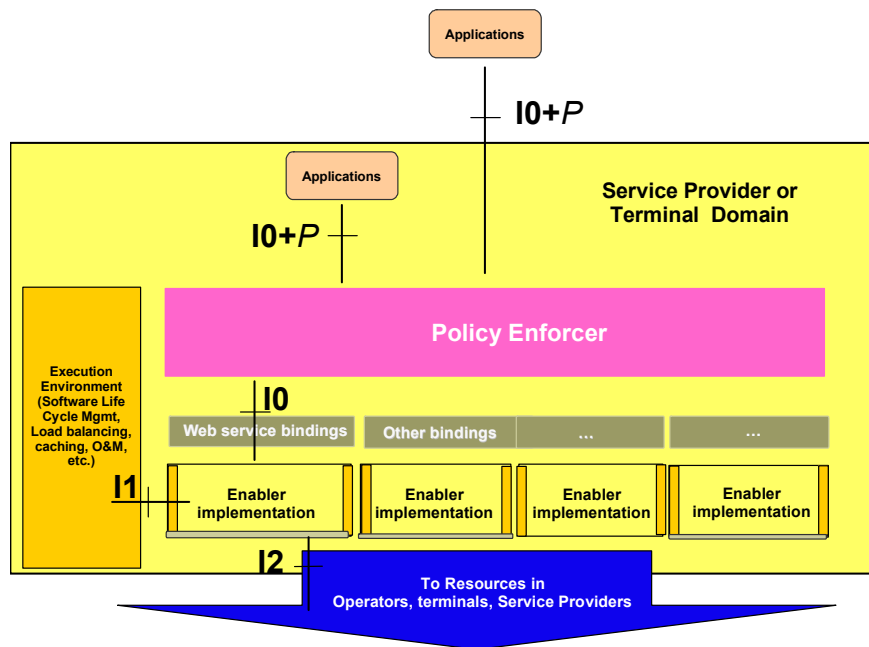 Applications
I0+P
Applications
Service Provider or
Terminal Domain
I0+P
Policy Enforcer
Execution
Environment
(Software Life
Cycle Mgmt,
Load balancing,
caching, O&M,
etc.)
I0
Web service bindings
Other bindings
...
...
I1
Enabler
implementation
Enabler
implementation
Enabler
implementation
Enabler
implementation
I2
To Resources in
Operators, terminals, Service Providers